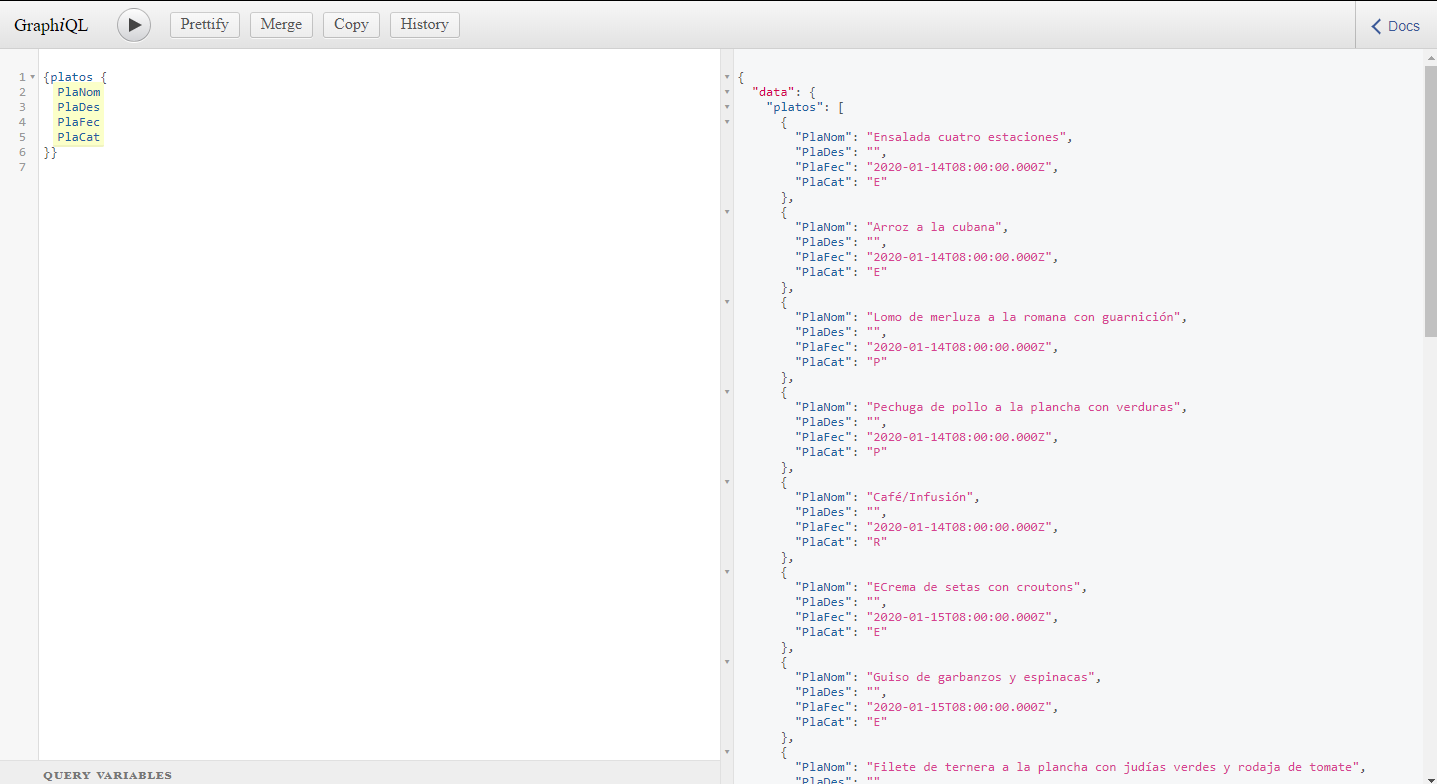 GraphiQL
Prettify
Merge
Copy
History
Docs
1 {platos {
2 PlaNom
3 PlaDes
4 PlaFec
5 PlaCat
6 }}
7
QUERY VARIABLES
{
"data": {
"platos": [
{
"PlaNom": "Ensalada cuatro estaciones",
"PlaDes": "",
"PlaFec": "2020-01-14T08:00:00.000Z",
"PlaCat": "E"
},
{
"PlaNom": "Arroz a la cubana",
"PlaDes": "",
"PlaFec": "2020-01-14T08:00:00.000Z",
"PlaCat": "E"
},
{
"PlaNom": "Lomo de merluza a la romana con guarnición",
"PlaDes": "",
"PlaFec": "2020-01-14T08:00:00.000Z",
"PlaCat": "P"
},
{
"PlaNom": "Pechuga de pollo a la plancha con verduras",
"PlaDes": "",
"PlaFec": "2020-01-14T08:00:00.000Z",
"PlaCat": "P"
},
{
"PlaNom": "Café/Infusión",
"PlaDes": "",
"PlaFec": "2020-01-14T08:00:00.000Z",
"PlaCat": "R"
},
{
"PlaNom": "ECrema de setas con croutons",
"PlaDes": "",
"PlaFec": "2020-01-15T08:00:00.000Z",
"PlaCat": "E"
},
{
"PlaNom": "Guiso de garbanzos y espinacas",
"PlaDes": "",
"PlaFec": "2020-01-15T08:00:00.000Z",
"PlaCat": "E"
},
{
"PlaNom": "Filete de ternera a la plancha con judías verdes y rodaja de tomate",
"PlaDes": ""